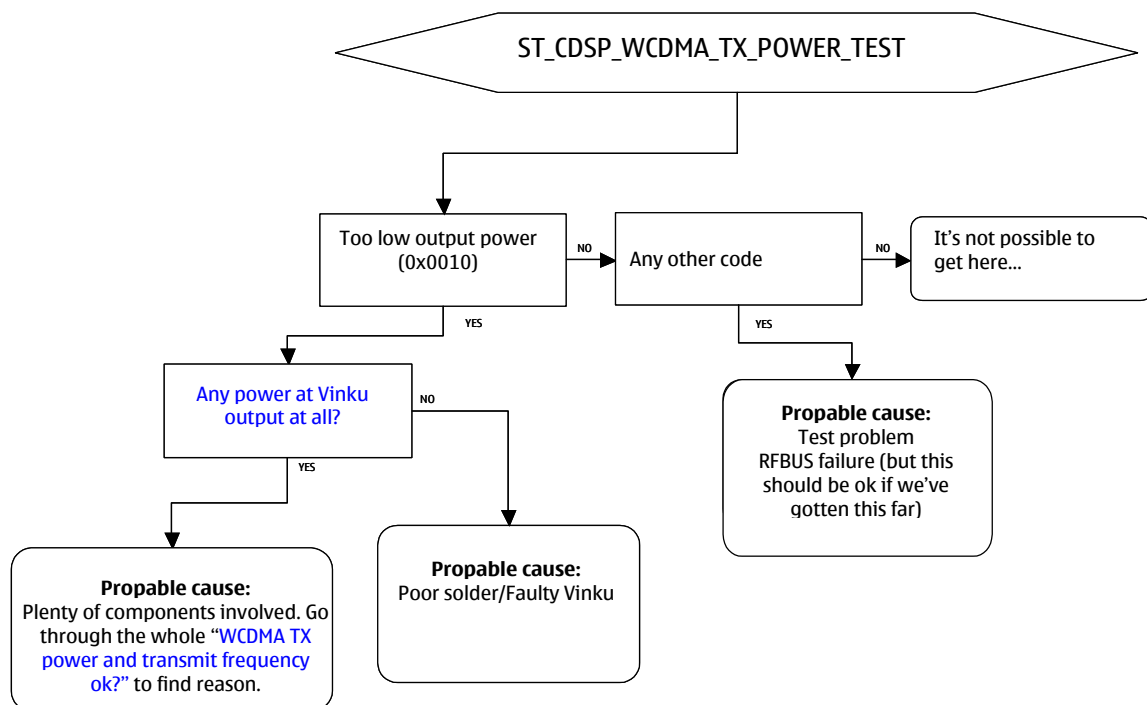 ST_CDSP_WCDMA_TX_POWER_TEST
Too low output power
(0x0010)
NO
Any other code
NO
It's not possible to
get here...
YES
YES
Any power at Vinku
output at all?
NO
YES
Propable cause:
Test problem
RFBUS failure (but this
should be ok if we've
gotten this far)
Propable cause:
Plenty of components involved. Go
through the whole “WCDMA TX
power and transmit frequency
ok?” to find reason.
Propable cause:
Poor solder/Faulty Vinku